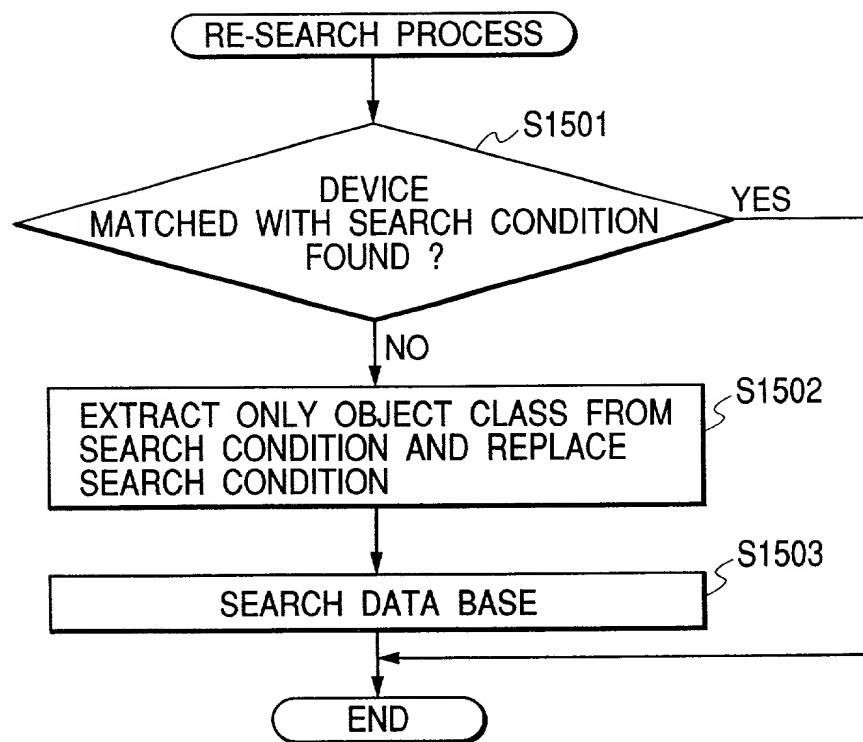 RE-SEARCH PROCESS
S1501
DEVICE
MATCHED WITH SEARCH CONDITION
FOUND ?
YES
NO
S1502
EXTRACT ONLY OBJECT CLASS FROM
SEARCH CONDITION AND REPLACE
SEARCH CONDITION
S1503
SEARCH DATA BASE
END